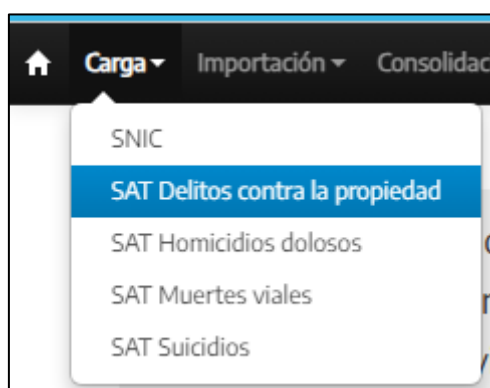 Carga Importación Consolidac
SNIC
SAT Delitos contra la propiedad
SAT Homicidios dolosos
SAT Muertes viales
SAT Suicidios